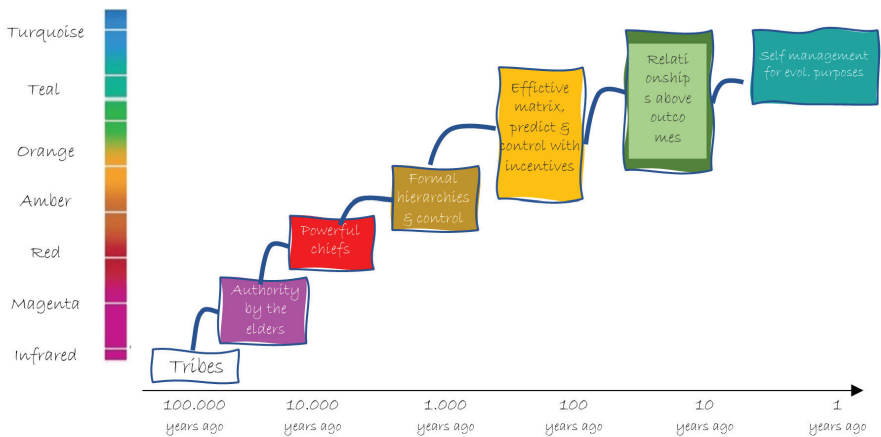 Turquoise
Teal
Orange
Amber
Red
Magenta
Infrared
Tribes
Authority
by the
elders
Powerful
chiefs
Formal
hierarchies
& control
Effictive
matrix,
predict &
control with
incentives
Relati
onship
s above
outco
mes
Self management
for evol. purposes
100.000
years ago
10.000
years ago
1.000
years ago
100
years ago
10
years ago
1
years ago